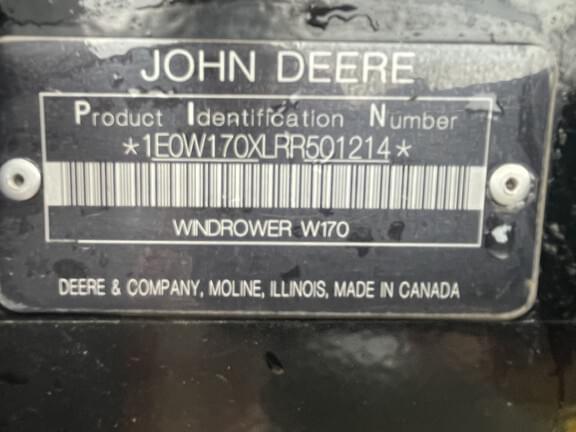 JOHN DEERE
Product Identification Number
*1E0W170XLRR501214*
WINDROWER W170
DEERE & COMPANY, MOLINE, ILLINOIS, MADE IN CANADA